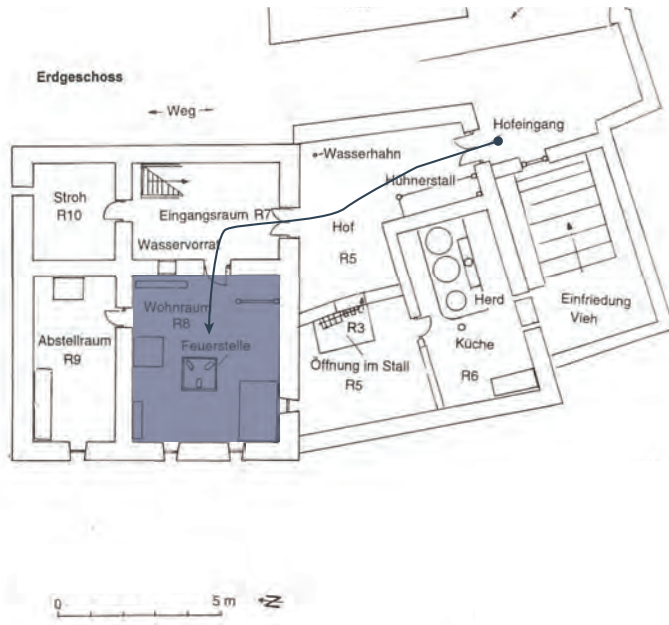 Erdgeschoss
Weg
Hofeingang
Wasserhahn
Hühnerstall
Stroh
R10
Eingangsraum R7
Wasservorrat
Hof
R5
Wohnraum
R8
Herd
Einfriedung
Vieh
R3
Abstellraum
R9
Feuerstelle
Küche
R6
Öffnung im Stall
R5
0
5 m
N